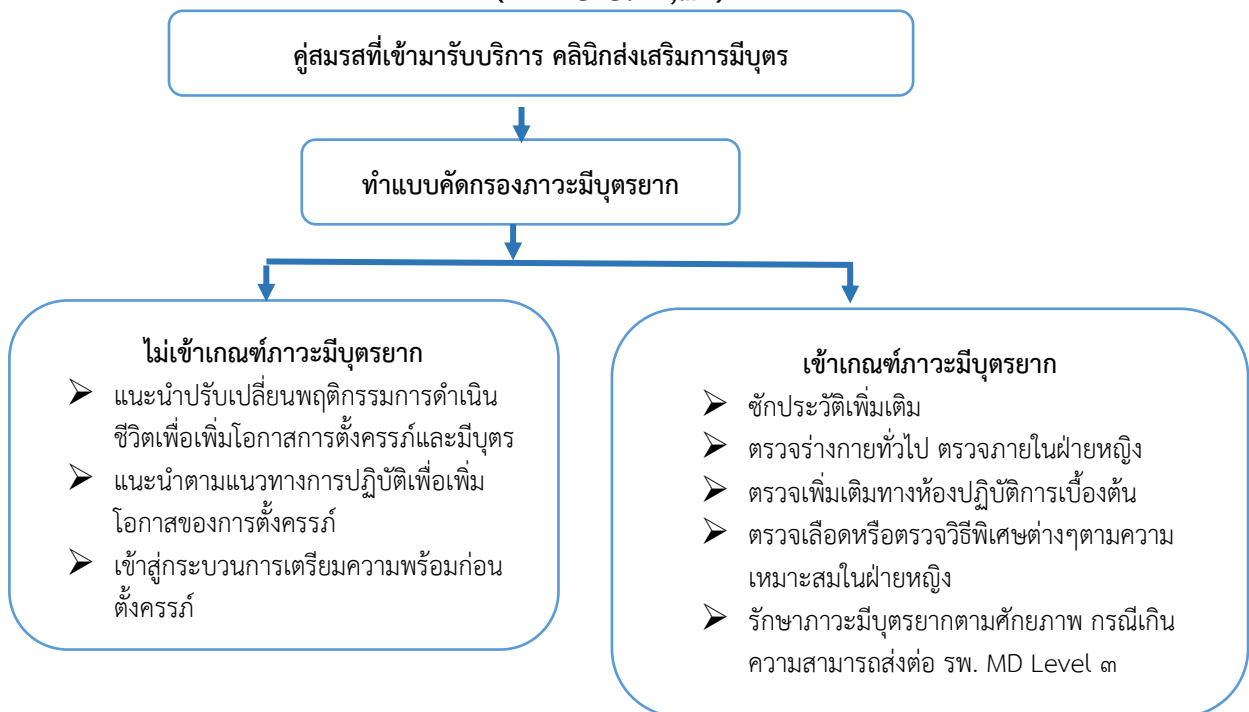 คู่สมรสที่เข้ามารับบริการ คลินิกส่งเสริมการมีบุตร
ทำแบบคัดกรองภาวะมีบุตรยาก
ไม่เข้าเกณฑ์ภาวะมีบุตรยาก
➢ แนะนำปรับเปลี่ยนพฤติกรรมการดำเนิน
ชีวิตเพื่อเพิ่มโอกาสการตั้งครรภ์และมีบุตร
➢ แนะนำตามแนวทางการปฏิบัติเพื่อเพิ่ม
โอกาสของการตั้งครรภ์
➢ เข้าสู่กระบวนการเตรียมความพร้อมก่อน
ตั้งครรภ์
เข้าเกณฑ์ภาวะมีบุตรยาก
➢ ซักประวัติเพิ่มเติม
➢ ตรวจร่างกายทั่วไป ตรวจภายในฝ่ายหญิง
➢ ตรวจเพิ่มเติมทางห้องปฏิบัติการเบื้องต้น
➢ ตรวจเลือดหรือตรวจวิธีพิเศษต่างๆตามความ
เหมาะสมในฝ่ายหญิง
➢ รักษาภาวะมีบุตรยากตามศักยภาพ กรณีเกิน
ความสามารถส่งต่อ รพ. MD Level ๓